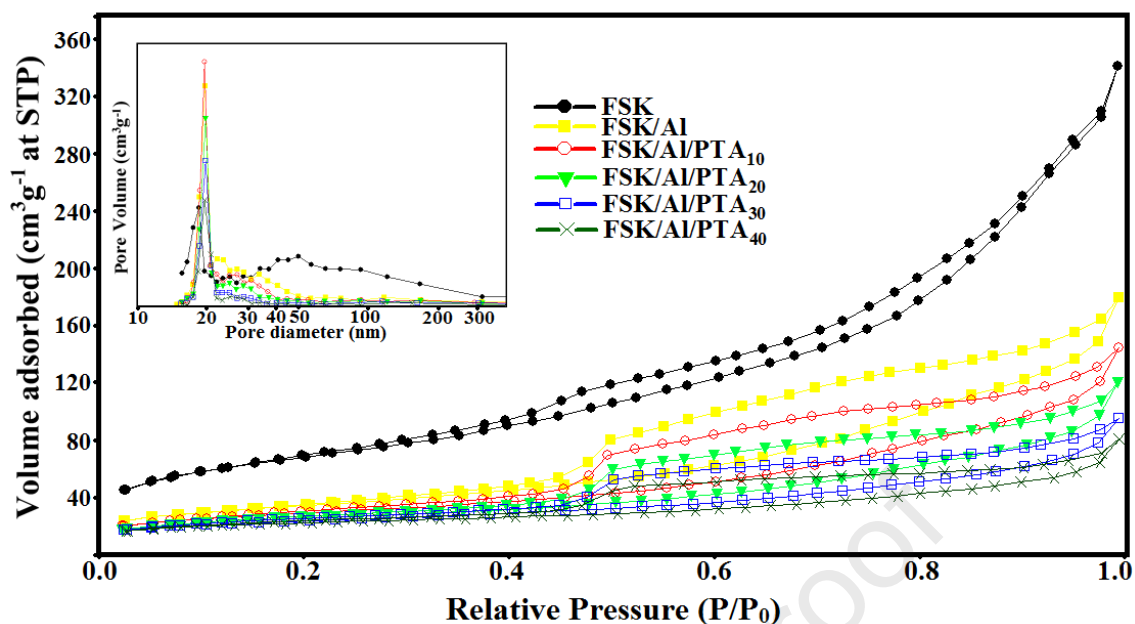 Volume adsorbed (cm³g⁻¹ at STP)
360
320
280
240
200
160
120
80
40
0.0 0.2 0.4 0.6 0.8 1.0
Relative Pressure (P/P₀)
Pore Volume (cm³g⁻¹)
10 20 30 40 50 100 200 300
Pore diameter (nm)
FSK
FSK/Al
FSK/Al/PTA₁₀
FSK/Al/PTA₂₀
FSK/Al/PTA₃₀
FSK/Al/PTA₄₀
roof